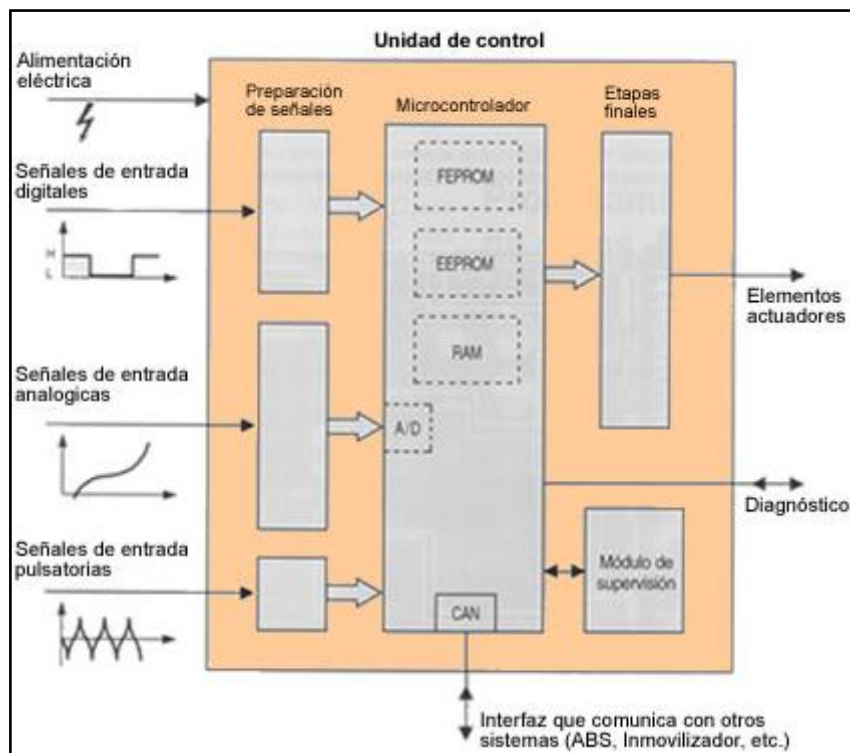 Unidad de control
Alimentación
eléctrica
Preparación
de señales
Microcontrolador
Etapas
finales
Señales de entrada
digitales
H
L
FEPROM
EEPROM
RAM
Elementos
actuadores
Señales de entrada
analogicas
A/D
Diagnóstico
Señales de entrada
pulsatorias
Módulo de
supervisión
CAN
Interfaz que comunica con otros
sistemas (ABS, Inmovilizador, etc.)